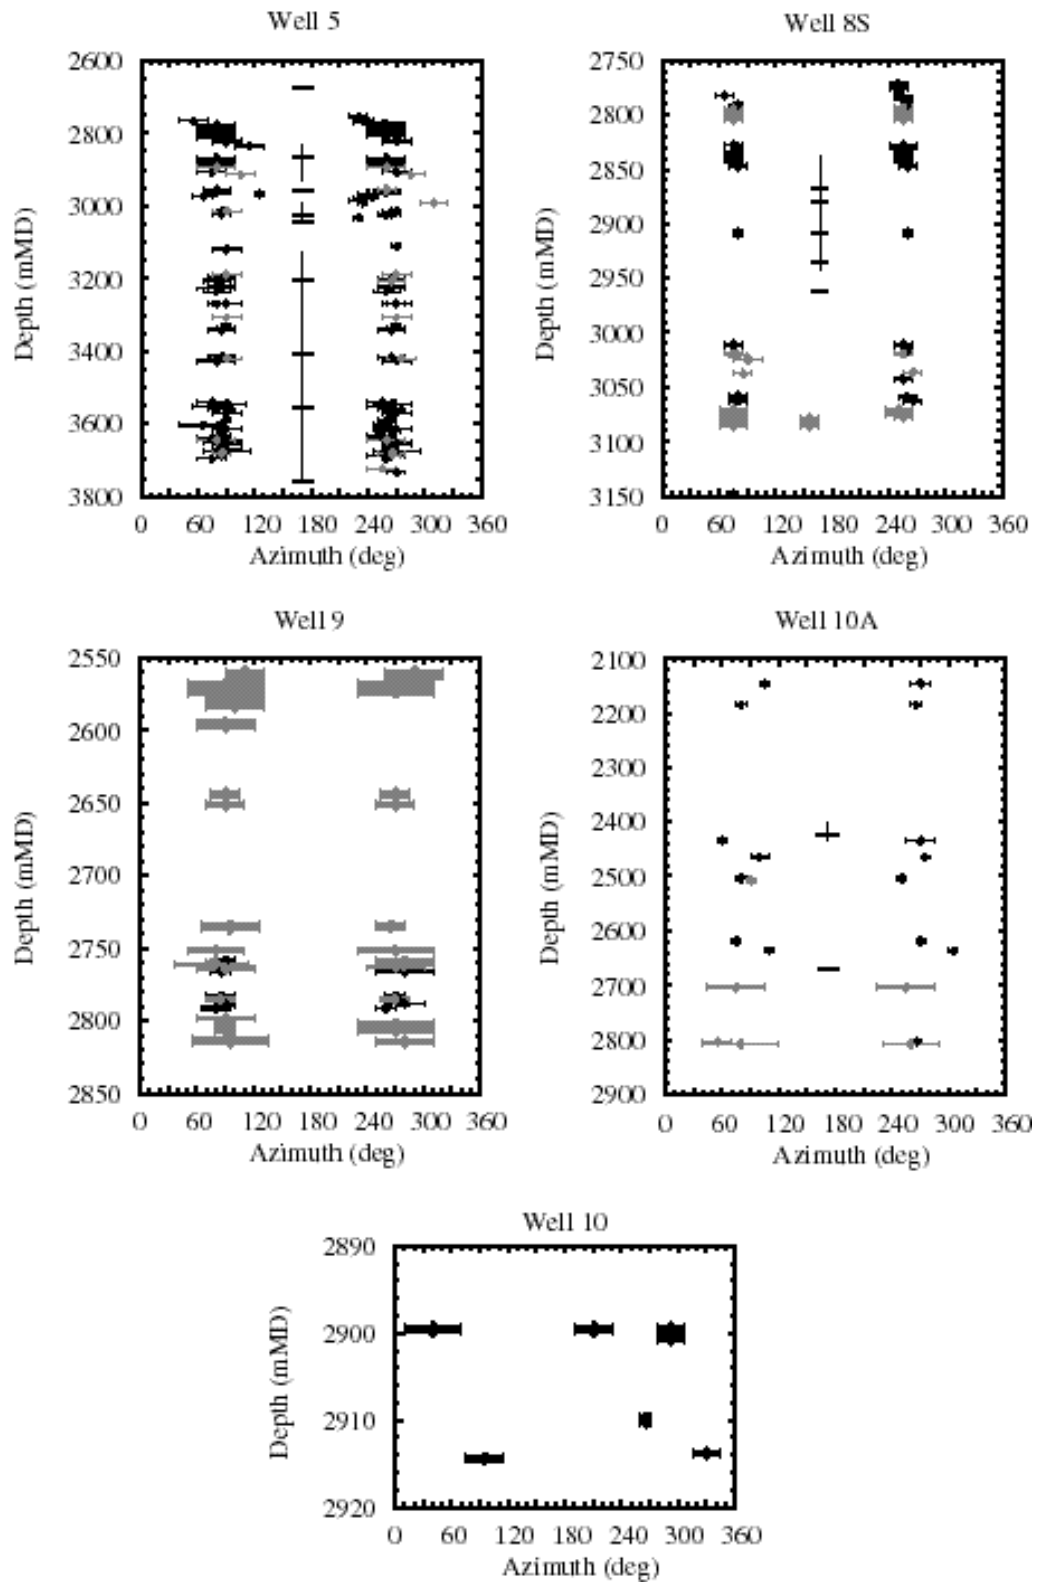 Well 5
2600
2800
3000
3200
3400
3600
3800
Depth (mMD)
0 60 120 180 240 300 360
Azimuth (deg)
Well 8S
2750
2800
2850
2900
2950
3000
3050
3100
3150
Depth (mMD)
0 60 120 180 240 300 360
Azimuth (deg)
Well 9
2550
2600
2650
2700
2750
2800
2850
Depth (mMD)
0 60 120 180 240 300 360
Azimuth (deg)
Well 10A
2100
2200
2300
2400
2500
2600
2700
2800
2900
Depth (mMD)
0 60 120 180 240 300 360
Azimuth (deg)
Well 10
2890
2900
2910
2920
Depth (mMD)
0 60 120 180 240 300 360
Azimuth (deg)